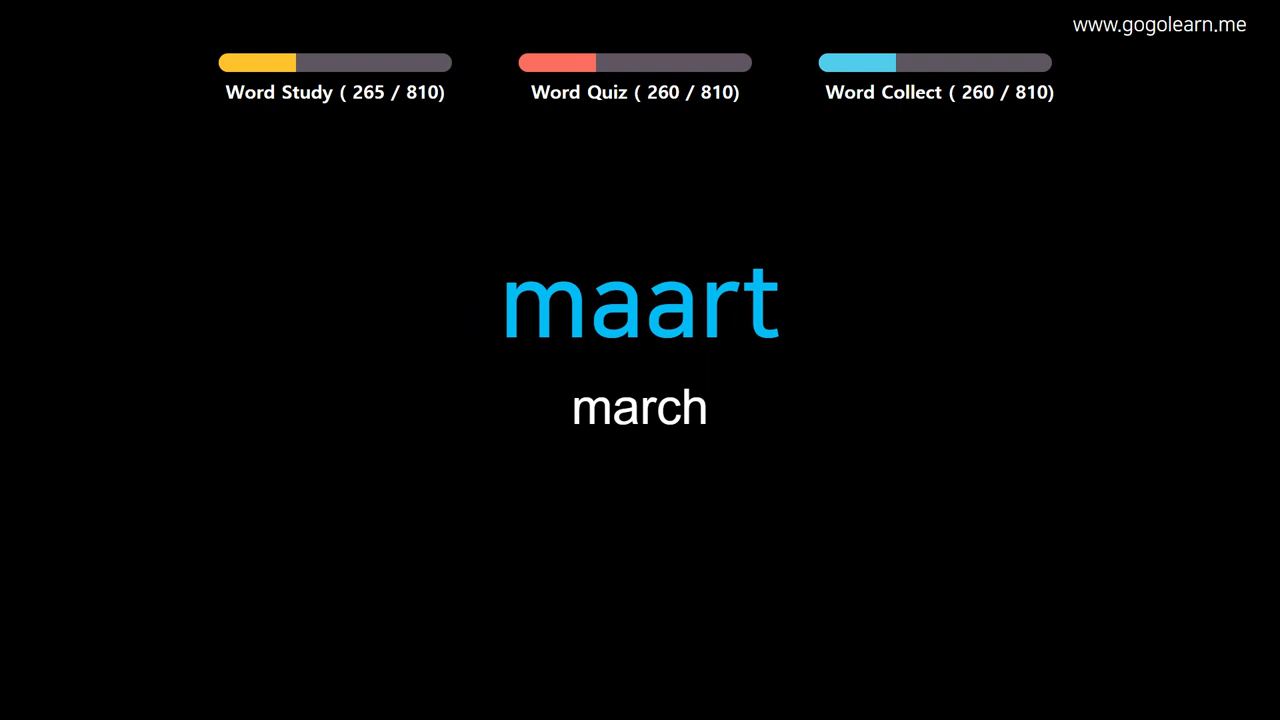 www.gogolearn.me
Word Study ( 265 / 810)
Word Quiz ( 260 / 810)
Word Collect ( 260 / 810)
maart
march